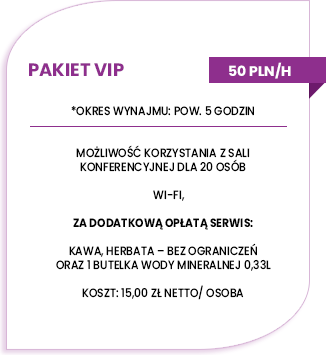 PAKIET VIP
50 PLN/H
*OKRES WYNAJMU: POW. 5 GODZIN
MOŻLIWOŚĆ KORZYSTANIA Z SALI
KONFERENCYJNEJ DLA 20 OSÓB
WI-FI,
ZA DODATKOWĄ OPŁATĄ SERWIS:
KAWA, HERBATA – BEZ OGRANICZEŃ
ORAZ 1 BUTELKA WODY MINERALNEJ 0,33L
KOSZT: 15,00 ZŁ NETTO/ OSOBA